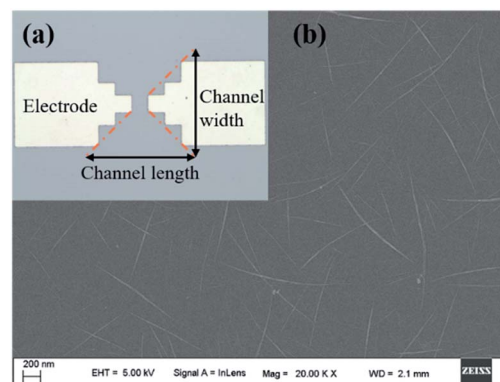 (a)
(b)
Electrode
Channel
width
Channel length
200 nm
EHT = 5.00 kV Signal A = InLens Mag = 20.00 K X WD = 2.1 mm
ZEISS